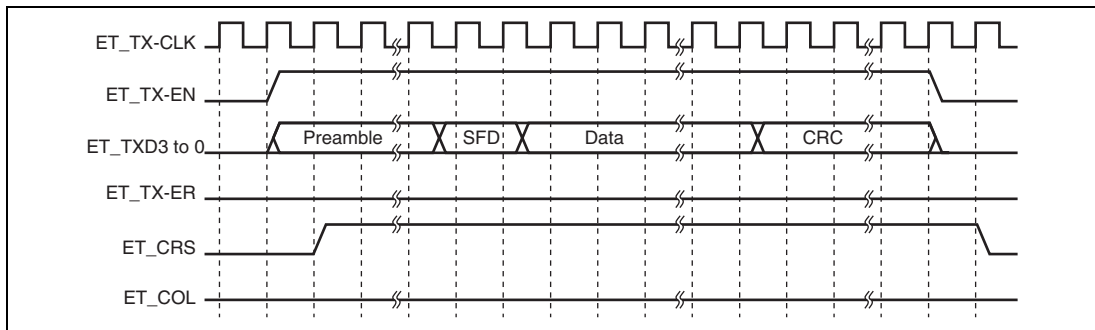 ET_TX-CLK
ET_TX-EN
ET_TXD3 to 0
Preamble
SFD
Data
CRC
ET_TX-ER
ET_CRS
ET_COL